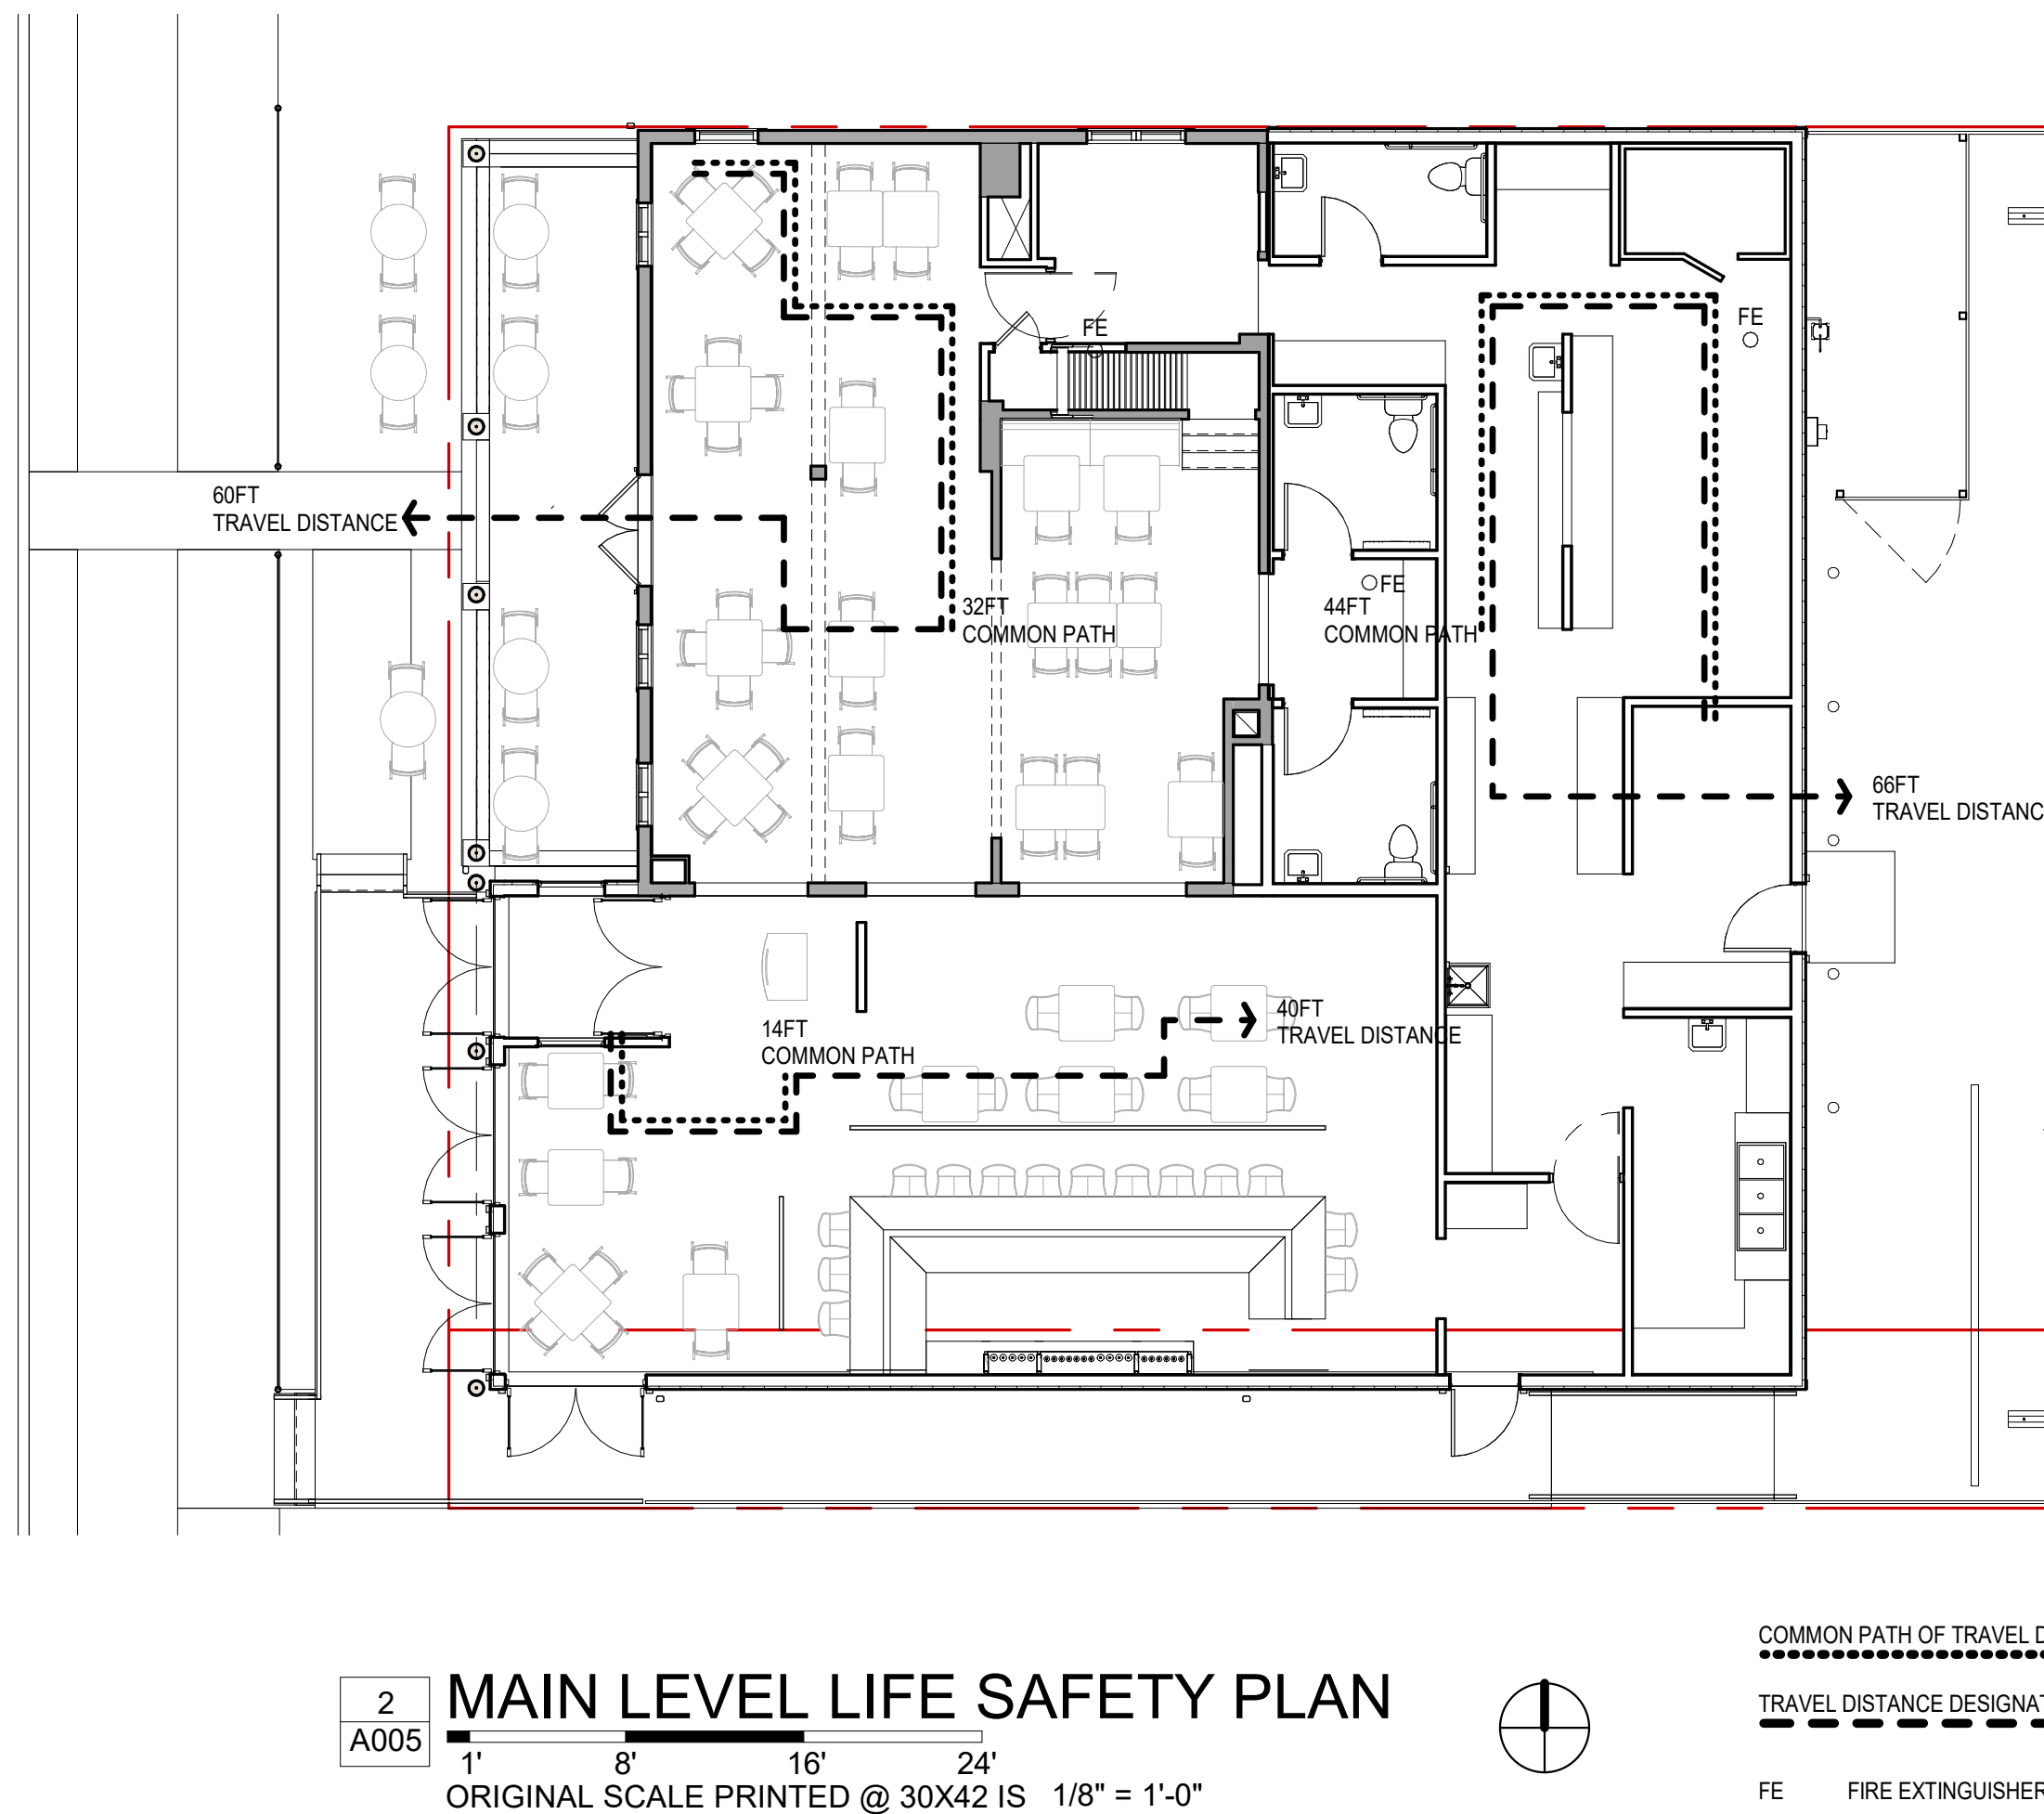 FE
FE
60FT
TRAVEL DISTANCE
FE
32FT
COMMON PATH
44FT
COMMON PATH
66FT
TRAVEL DISTANC
14FT
COMMON PATH
40FT
TRAVEL DISTANCE
2
A005
MAIN LEVEL LIFE SAFETY PLAN
1' 8' 16' 24'
ORIGINAL SCALE PRINTED @ 30X42 IS 1/8" = 1'-0"
COMMON PATH OF TRAVEL D
TRAVEL DISTANCE DESIGNAT
FE FIRE EXTINGUISHER